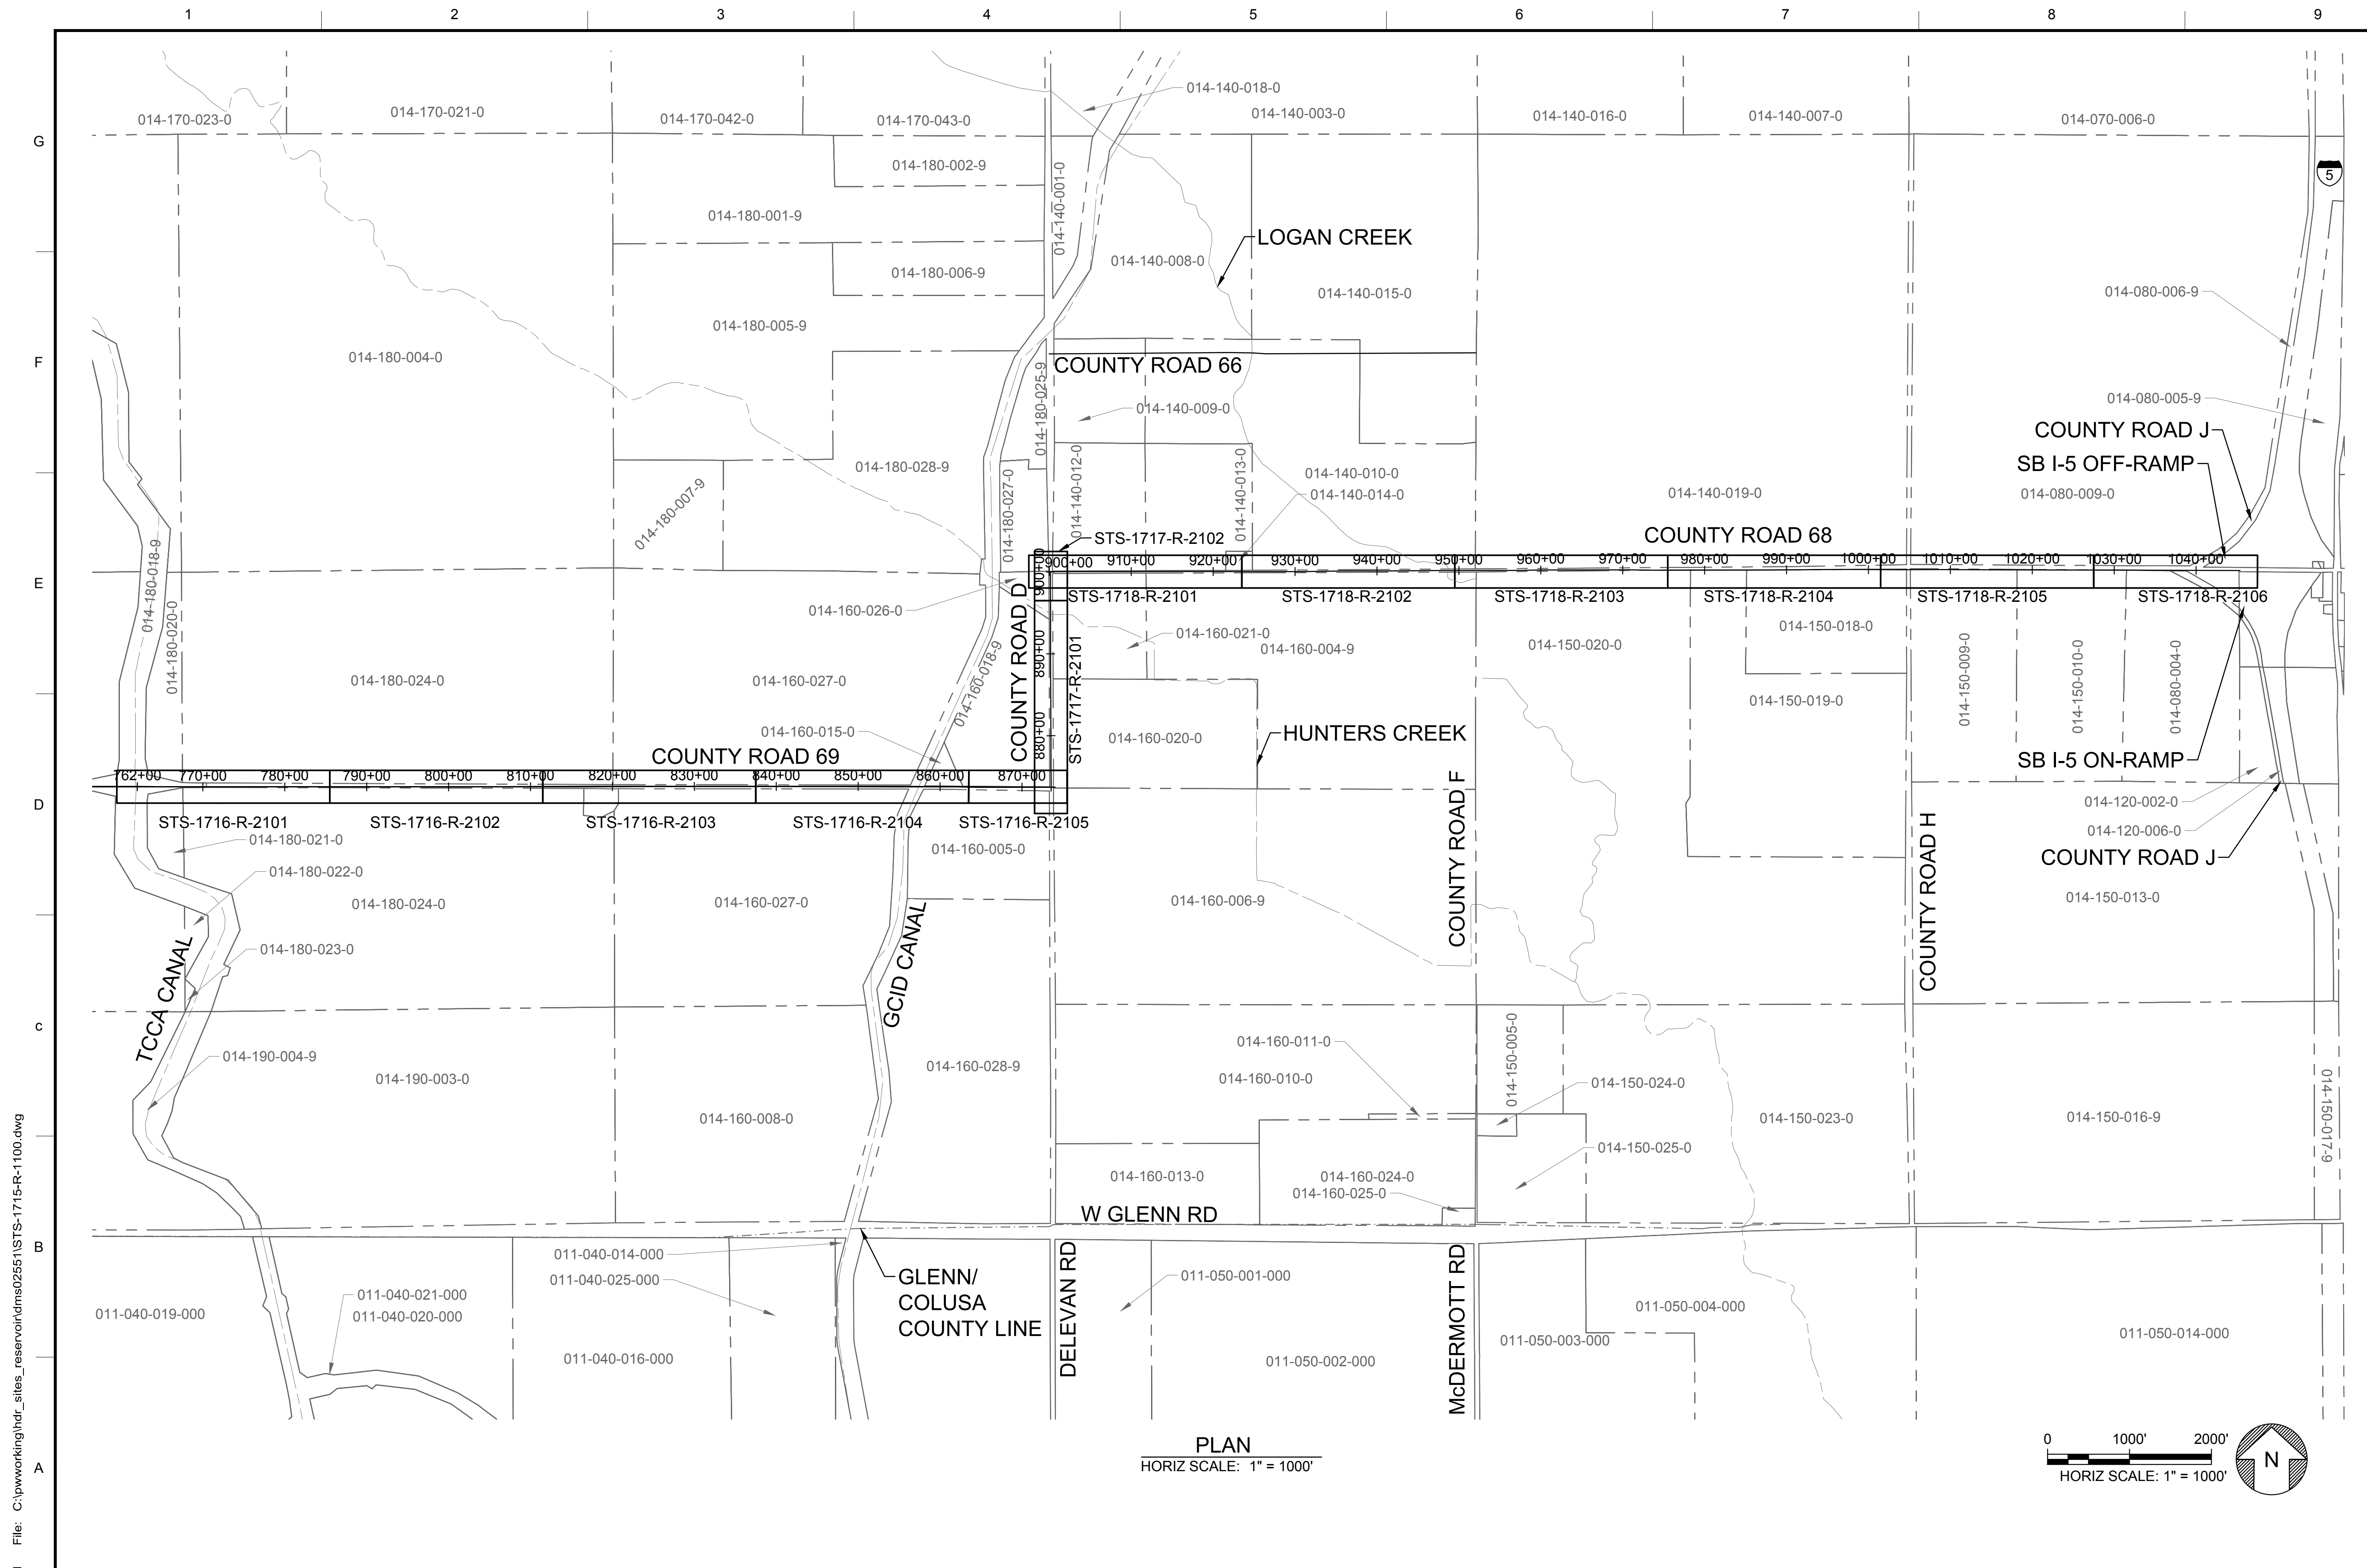 1 2 3 4 5 6 7 8 9
G
F
E
D
c
B
A
014-140-018-0
014-170-023-0
014-170-021-0
014-170-042-0
014-170-043-0
014-140-003-0
014-140-016-0
014-140-007-0
014-070-006-0
014-180-002-9
5
014-180-001-9
014-140-001-0
LOGAN CREEK
014-140-008-0
014-180-006-9
014-140-015-0
014-080-006-9
014-180-005-9
014-180-004-0
COUNTY ROAD 66
014-180-025-9
014-140-009-0
014-080-005-9
COUNTY ROAD J
SB I-5 OFF-RAMP
014-180-028-9
014-140-010-0
014-140-014-0
014-140-019-0
014-080-009-0
014-180-007-9
014-180-027-0
014-140-012-0
014-140-013-0
COUNTY ROAD 68
STS-1717-R-2102
900+00
900+00 910+00 920+00 930+00 940+00 950+00 960+00 970+00 980+00 990+00 1000+00 1010+00 1020+00 1030+00 1040+00
STS-1718-R-2101 STS-1718-R-2102 STS-1718-R-2103 STS-1718-R-2104 STS-1718-R-2105 STS-1718-R-2106
014-180-018-9
014-180-020-0
014-160-026-0
COUNTY ROAD D
890+00
880+00
STS-1717-R-2101
014-160-021-0
014-160-004-9
014-150-020-0
014-150-018-0
014-150-009-0
014-150-010-0
014-080-004-0
014-180-024-0
014-160-027-0
014-160-018-9
014-150-019-0
014-160-015-0
014-160-020-0
HUNTERS CREEK
COUNTY ROAD 69
SB I-5 ON-RAMP
762+00 770+00 780+00 790+00 800+00 810+00 820+00 830+00 840+00 850+00 860+00 870+00
STS-1716-R-2101 STS-1716-R-2102 STS-1716-R-2103 STS-1716-R-2104 STS-1716-R-2105
014-120-002-0
014-120-006-0
COUNTY ROAD J
014-180-021-0
014-160-005-0
014-180-022-0
COUNTY ROAD F
COUNTY ROAD H
014-180-024-0
014-160-027-0
014-160-006-9
014-150-013-0
014-180-023-0
TCCA CANAL
GCID CANAL
014-190-004-9
014-190-003-0
014-160-028-9
014-160-011-0
014-160-010-0
014-150-005-0
014-150-024-0
014-160-008-0
014-150-023-0
014-150-016-9
014-150-017-9
014-150-025-0
014-160-013-0
014-160-024-0
014-160-025-0
W GLENN RD
011-040-014-000
011-040-025-000
GLENN/
COLUSA
COUNTY LINE
DELEVAN RD
McDERMOTT RD
011-050-001-000
011-040-019-000
011-040-021-000
011-040-020-000
011-050-004-000
011-050-003-000
011-050-014-000
011-040-016-000
011-050-002-000
PLAN
HORIZ SCALE: 1" = 1000'
0 1000' 2000'
HORIZ SCALE: 1" = 1000'
N
File: C:\pwworking\hdr_sites_reservoir\dms02551\STS-1715-R-1100.dwg